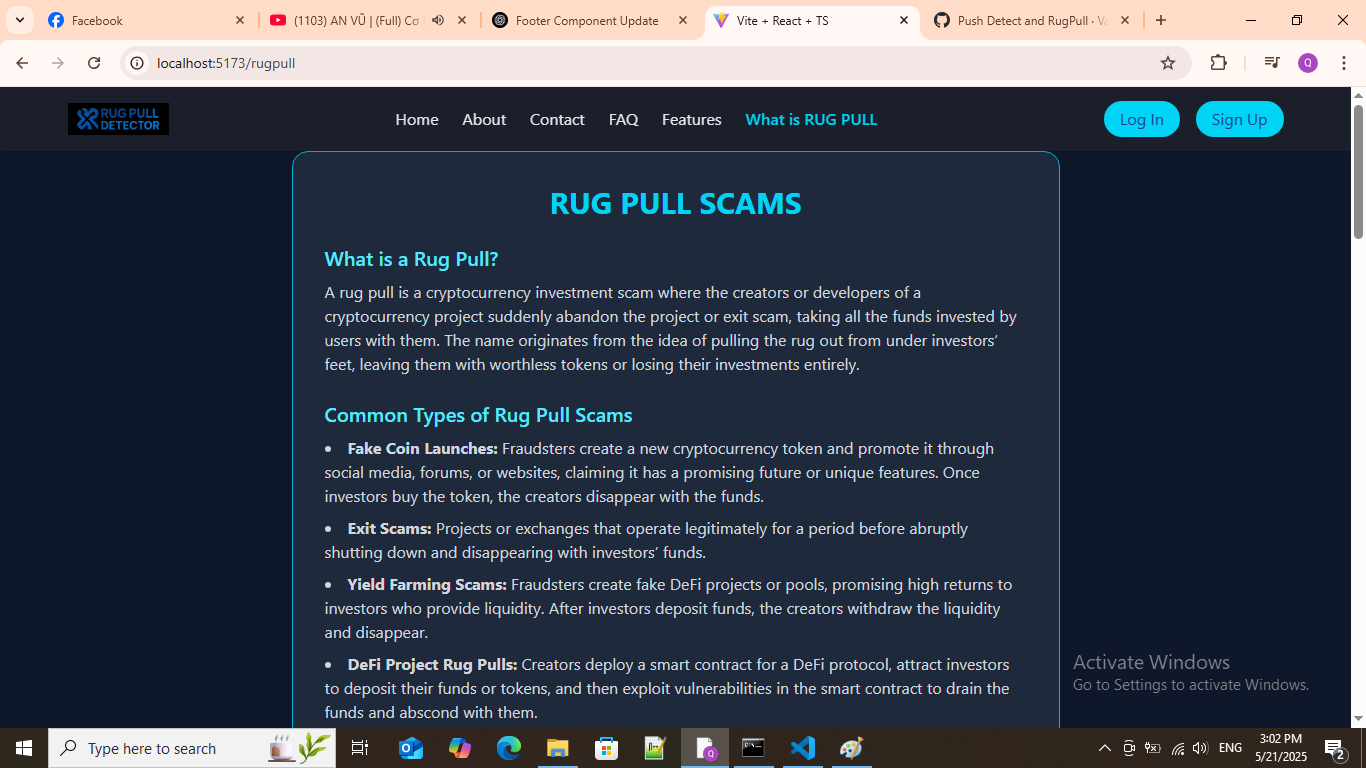 Facebook
(1103) AN VŨ | (Full) Cơ
Footer Component Update
Vite + React + TS
Push Detect and RugPull ·
localhost:5173/rugpull
Q
RUG PULL
DETECTOR
Home
About
Contact
FAQ
Features
What is RUG PULL
Log In
Sign Up
RUG PULL SCAMS
What is a Rug Pull?
A rug pull is a cryptocurrency investment scam where the creators or developers of a
cryptocurrency project suddenly abandon the project or exit scam, taking all the funds invested by
users with them. The name originates from the idea of pulling the rug out from under investors’
feet, leaving them with worthless tokens or losing their investments entirely.
Common Types of Rug Pull Scams
• Fake Coin Launches: Fraudsters create a new cryptocurrency token and promote it through
social media, forums, or websites, claiming it has a promising future or unique features. Once
investors buy the token, the creators disappear with the funds.
• Exit Scams: Projects or exchanges that operate legitimately for a period before abruptly
shutting down and disappearing with investors’ funds.
• Yield Farming Scams: Fraudsters create fake DeFi projects or pools, promising high returns to
investors who provide liquidity. After investors deposit funds, the creators withdraw the liquidity
and disappear.
• DeFi Project Rug Pulls: Creators deploy a smart contract for a DeFi protocol, attract investors
to deposit their funds or tokens, and then exploit vulnerabilities in the smart contract to drain the
funds and abscond with them.
Activate Windows
Go to Settings to activate Windows.
Type here to search
ENG
3:02 PM
5/21/2025
2